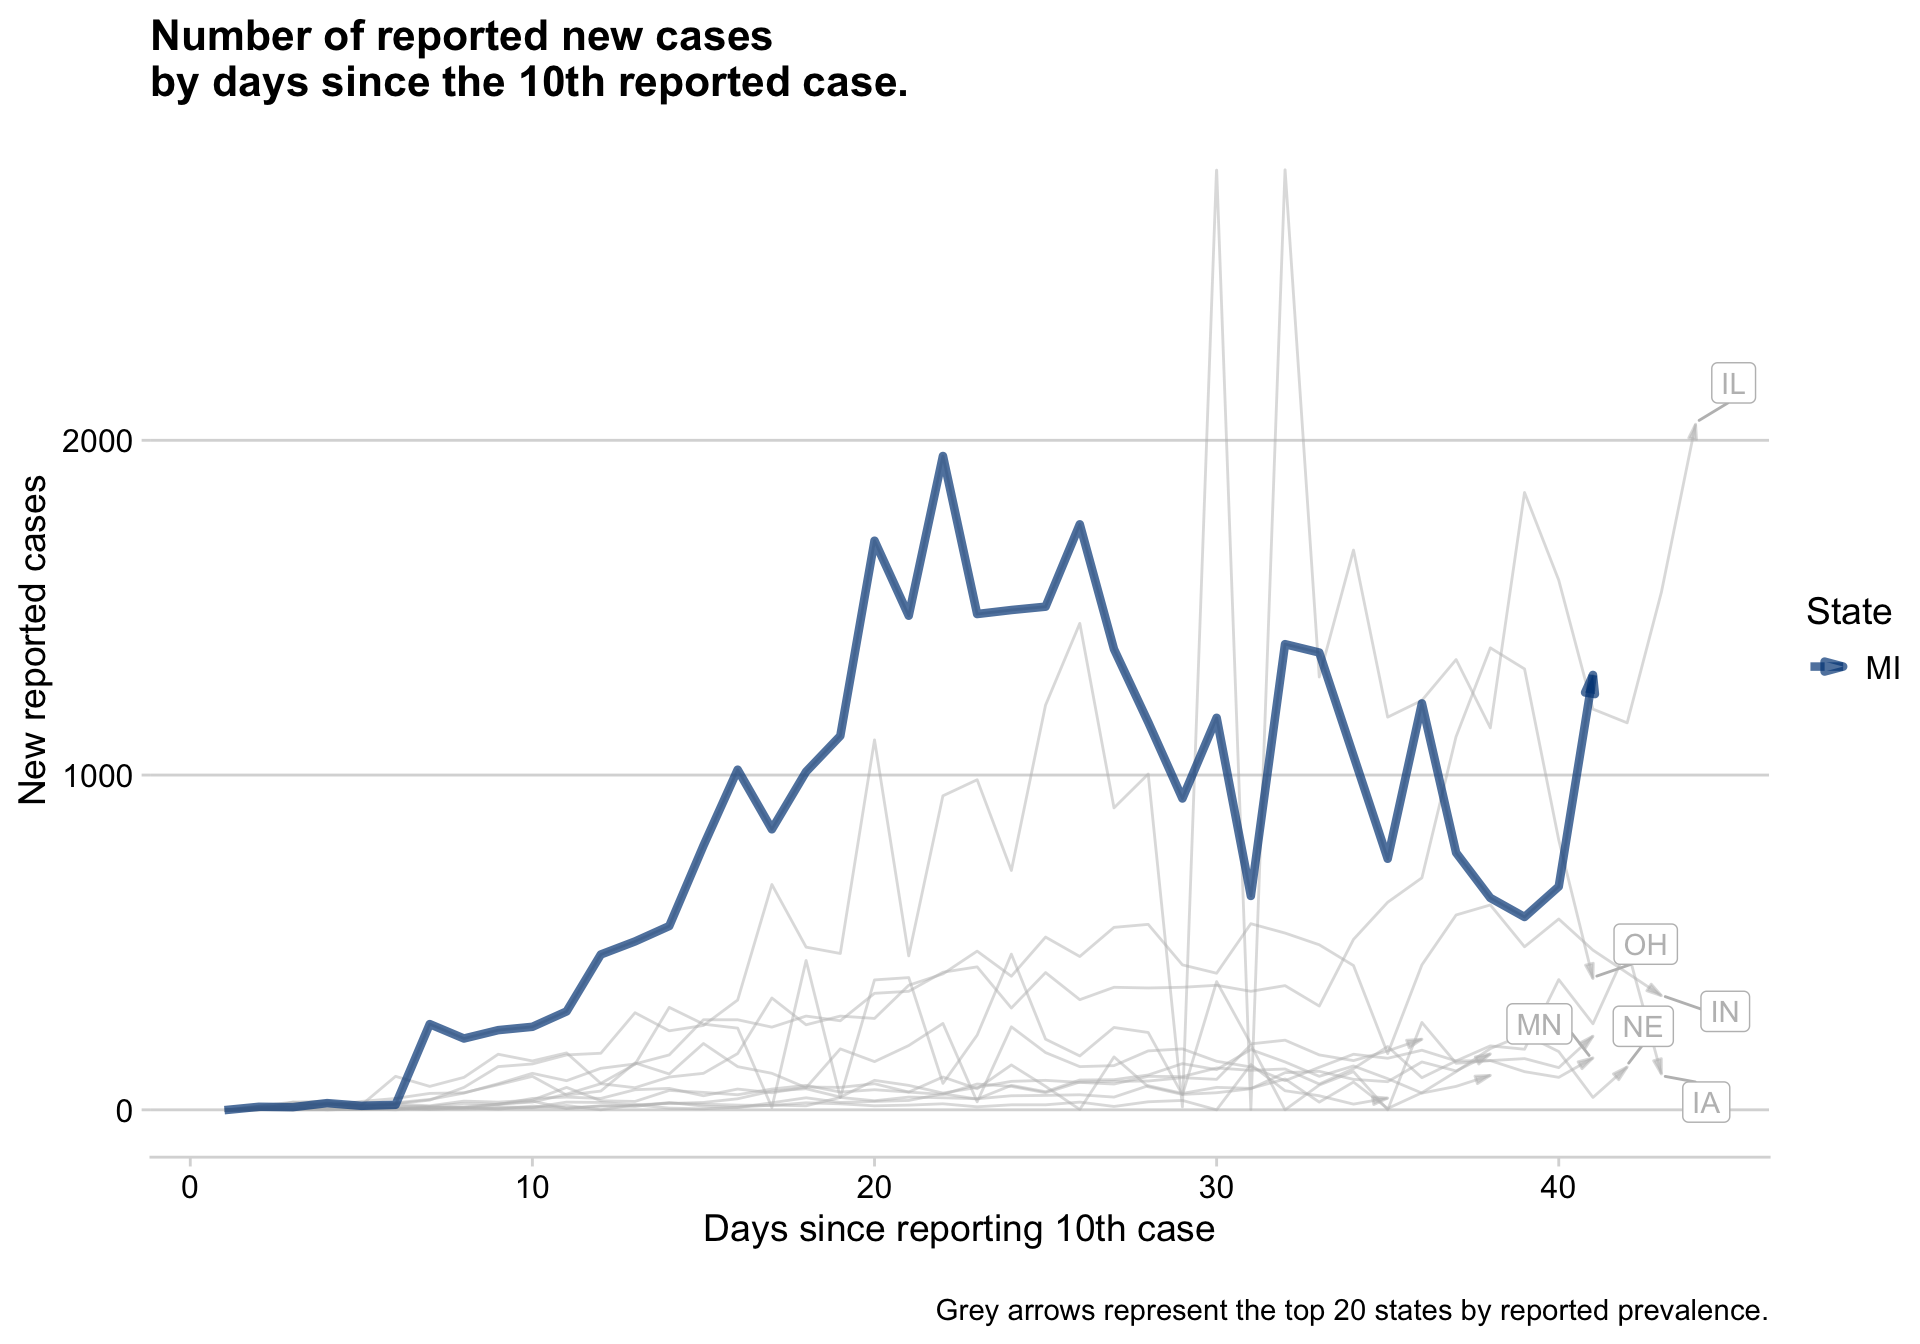 Number of reported new cases
by days since the 10th reported case.
New reported cases
2000
1000
0
IL
OH
IN
MN
NE
IA
State
MI
0
10
20
30
40
Days since reporting 10th case
Grey arrows represent the top 20 states by reported prevalence.